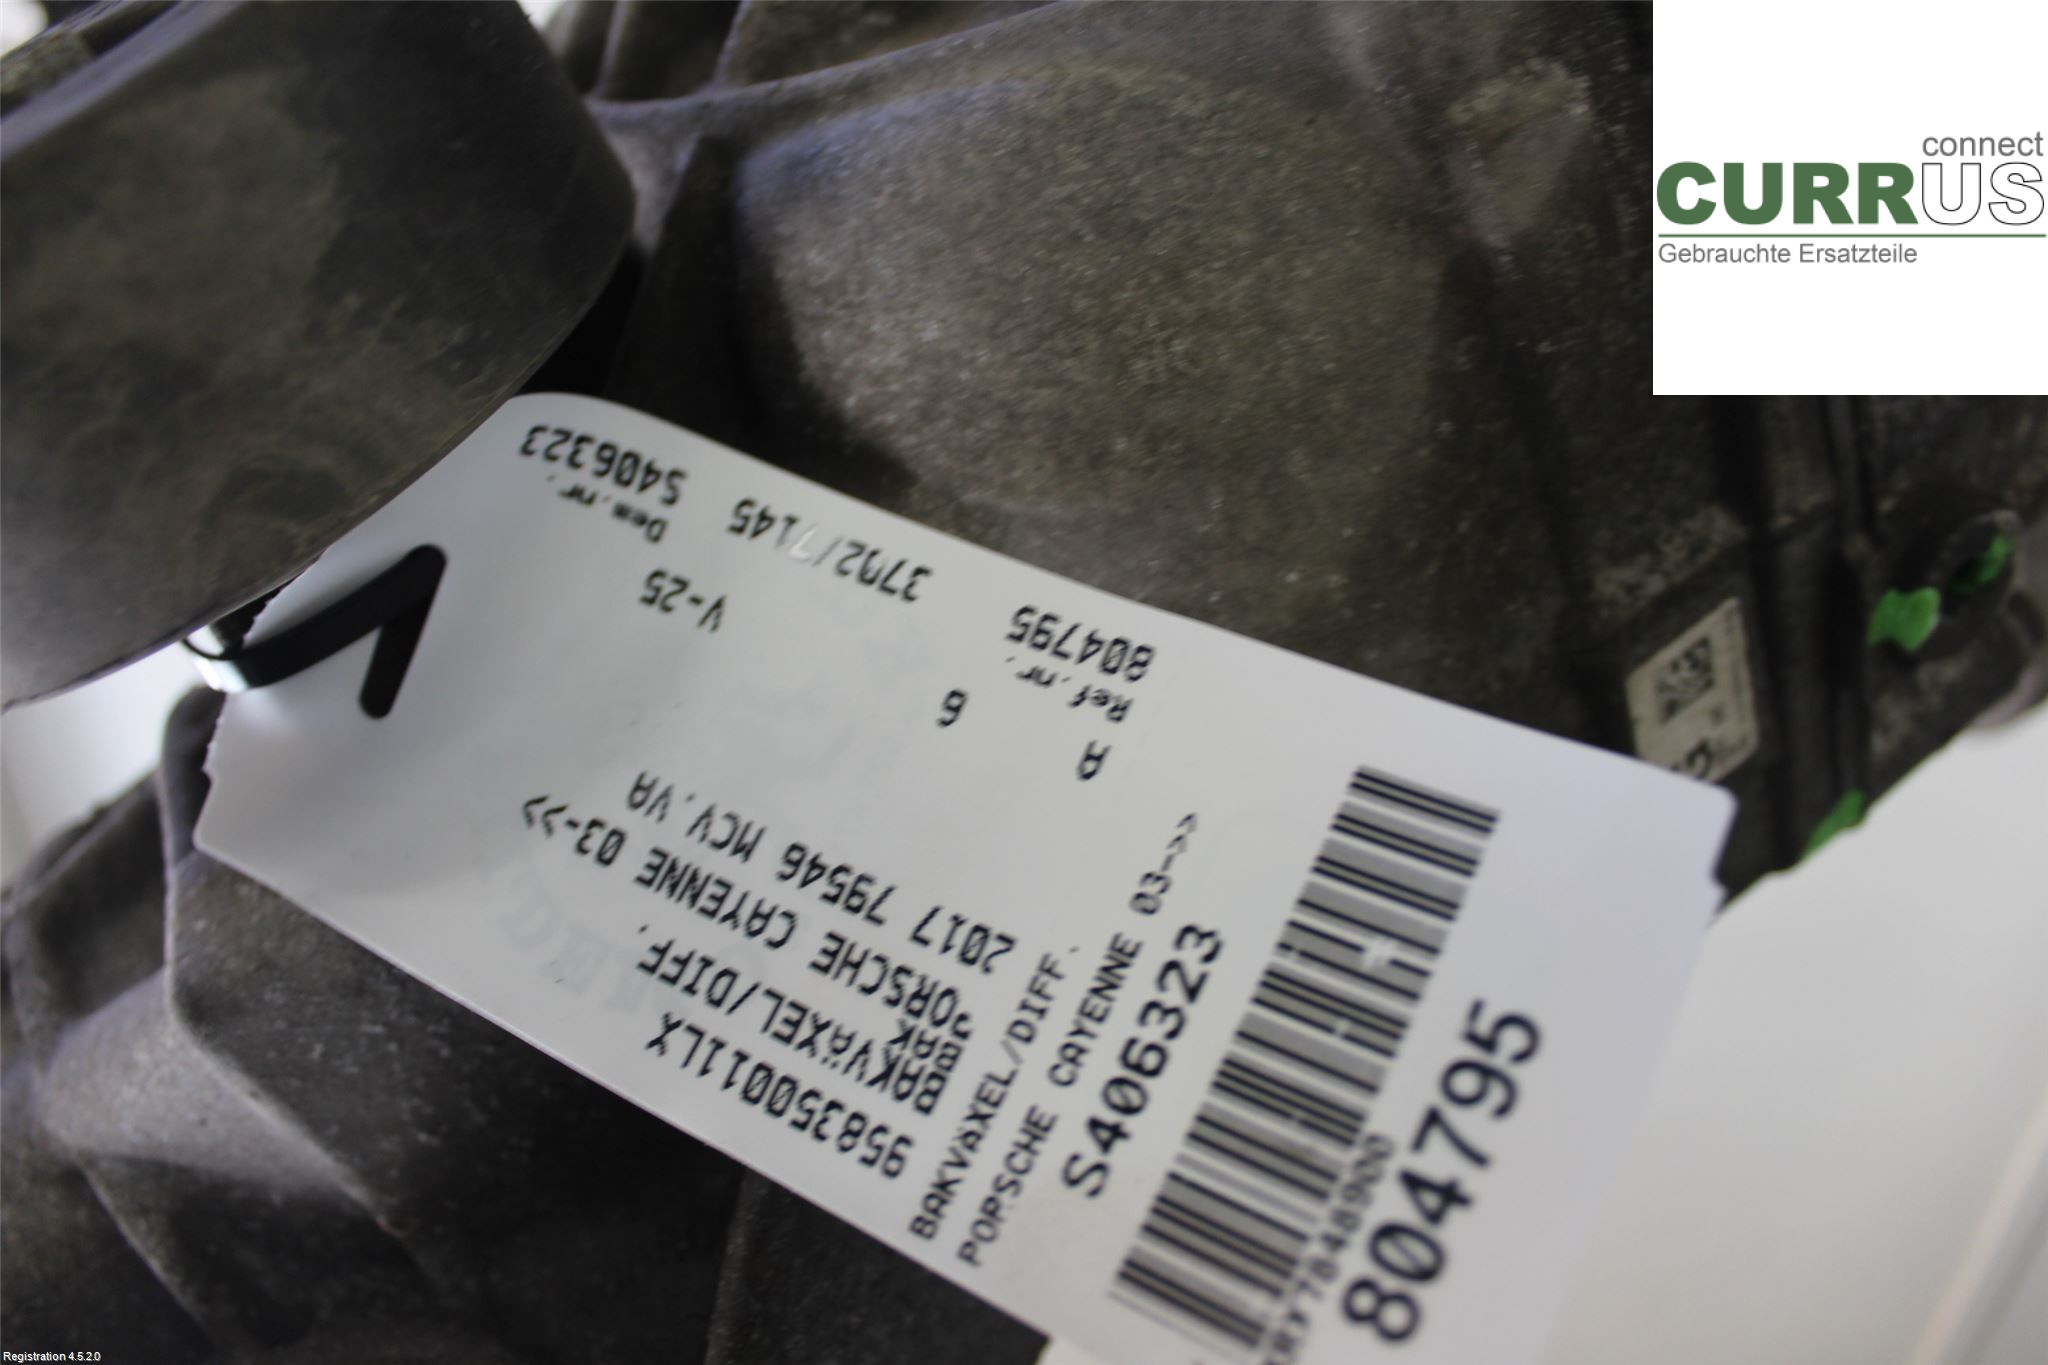 connect
CURRUS
Gebrauchte Ersatzteile
958350011LX
BAKVÄXEL/DIFF.
BAK
PORSCHE CAYENNE 03->>
2017 79546 MCV.VA
A 6
Ref.nr.
804795 3702/7145
V-25
Dem.nr.
S406323
BAKVÄXEL/DIFF.
PORSCHE CAYENNE 03->>
S406323
804795
Registration 4.5.2.0